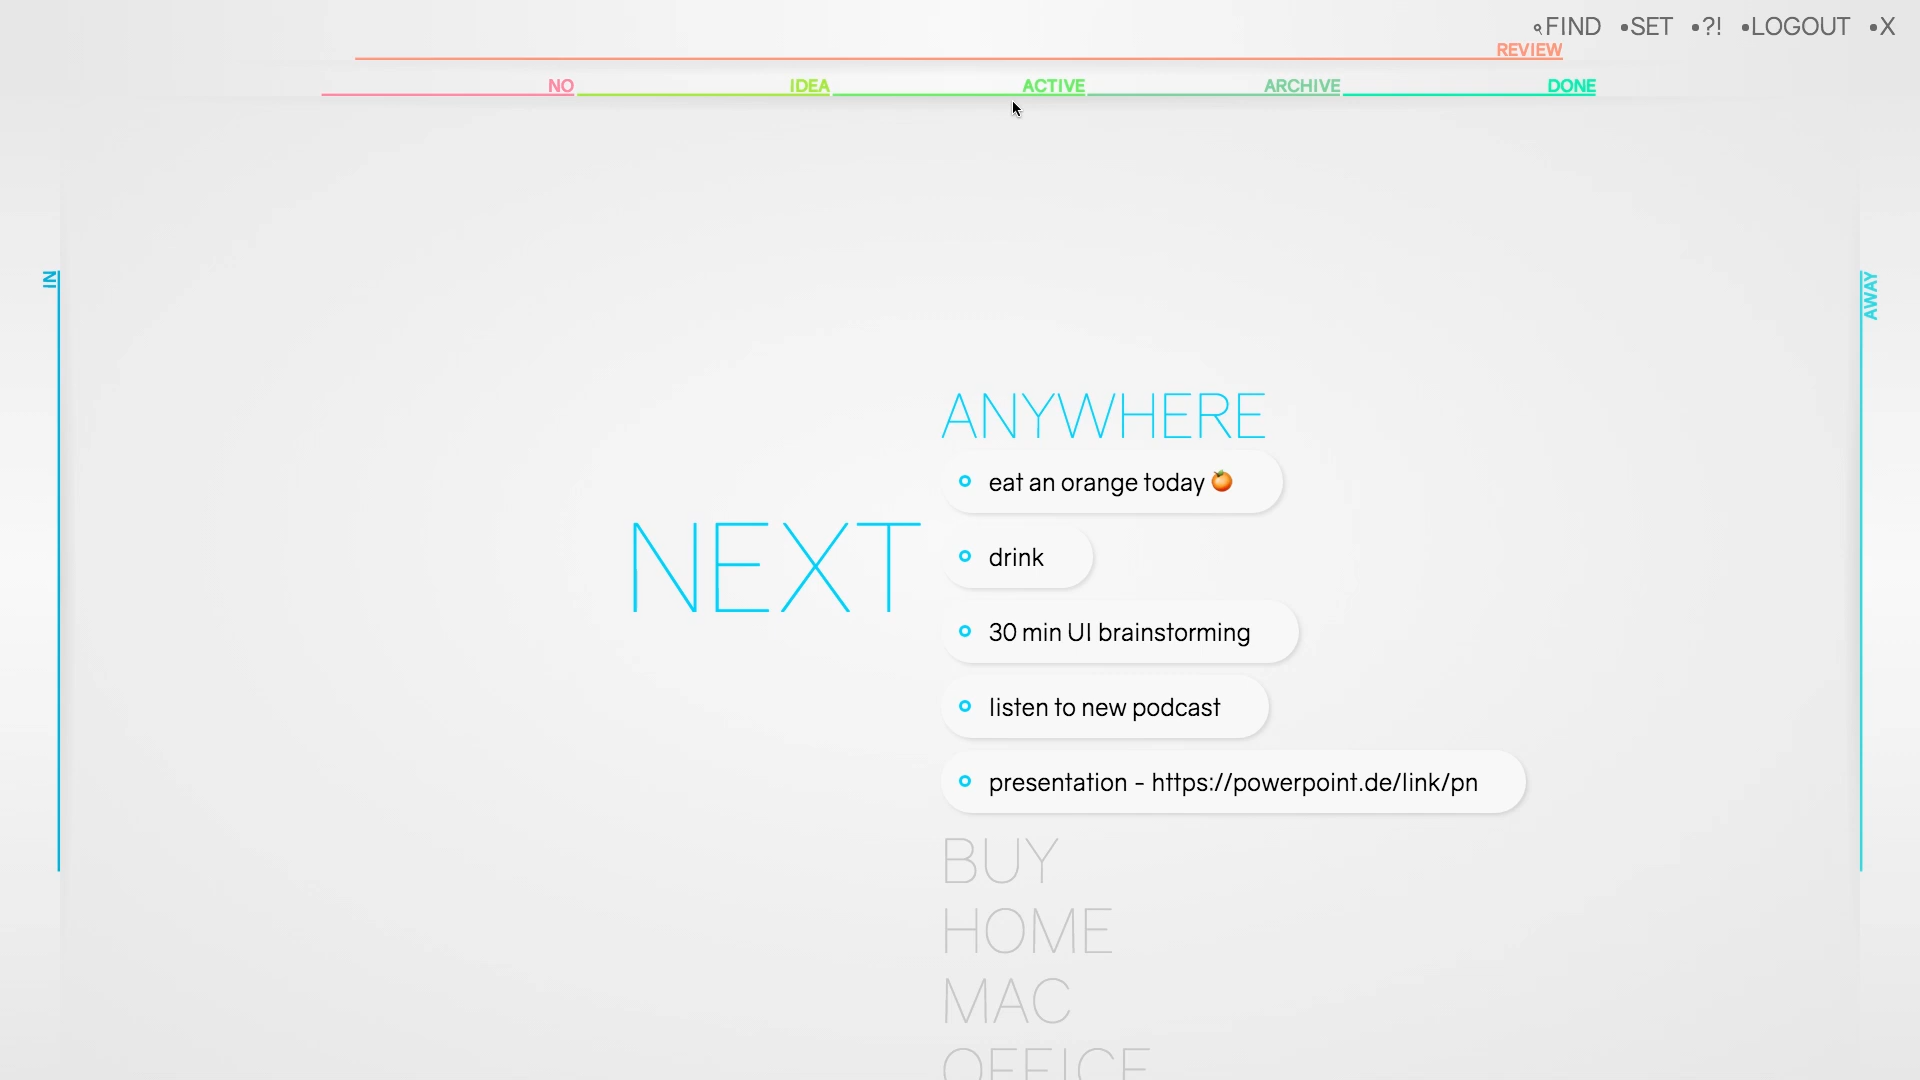 FIND •SET •?! •LOGOUT •X
REVIEW
NO IDEA ACTIVE ARCHIVE DONE
IN
AWAY
NEXT
ANYWHERE
eat an orange today 🍊
drink
30 min UI brainstorming
listen to new podcast
presentation - https://powerpoint.de/link/pn
BUY
HOME
MAC
OFFICE